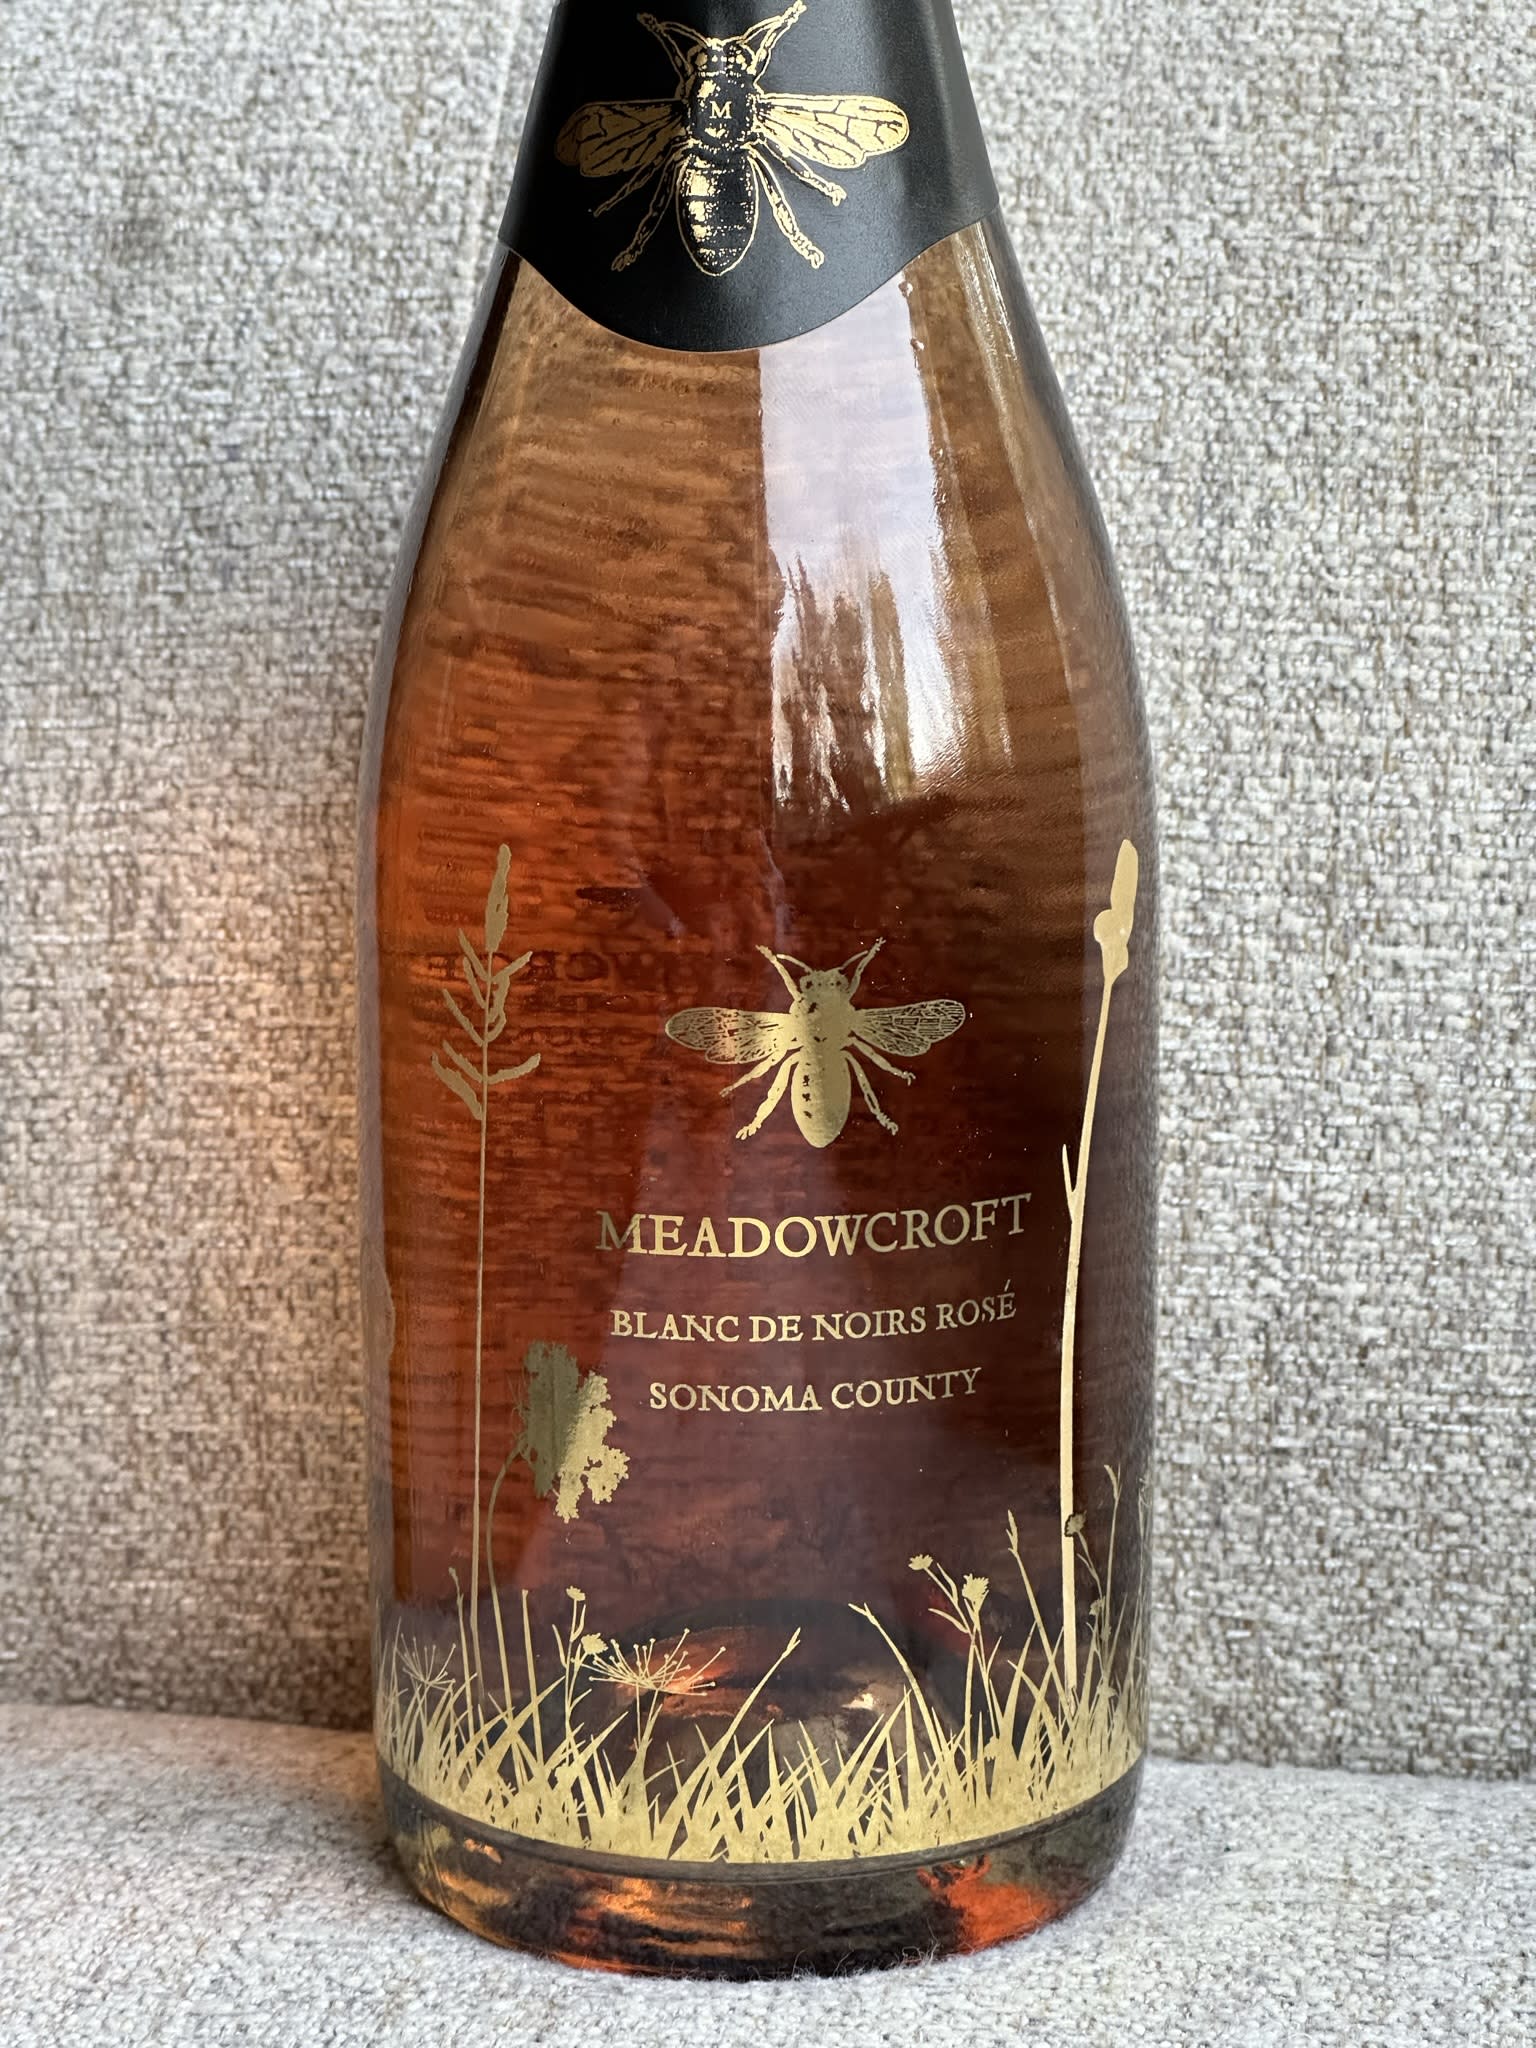 M
MEADOWCROFT
BLANC DE NOIRS ROSÉ
SONOMA COUNTY